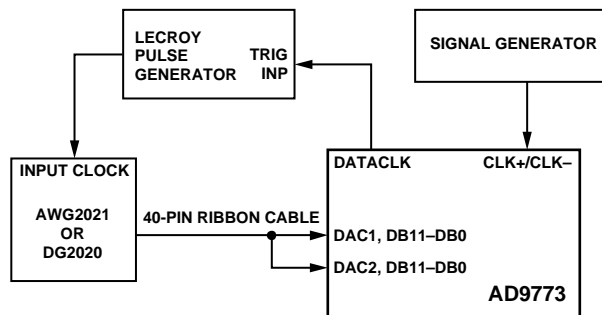 LECROY
PULSE
GENERATOR
TRIG
INP
SIGNAL GENERATOR
INPUT CLOCK
AWG2021
OR
DG2020
40-PIN RIBBON CABLE
DATACLK
CLK+/CLK–
DAC1, DB11–DB0
DAC2, DB11–DB0
AD9773